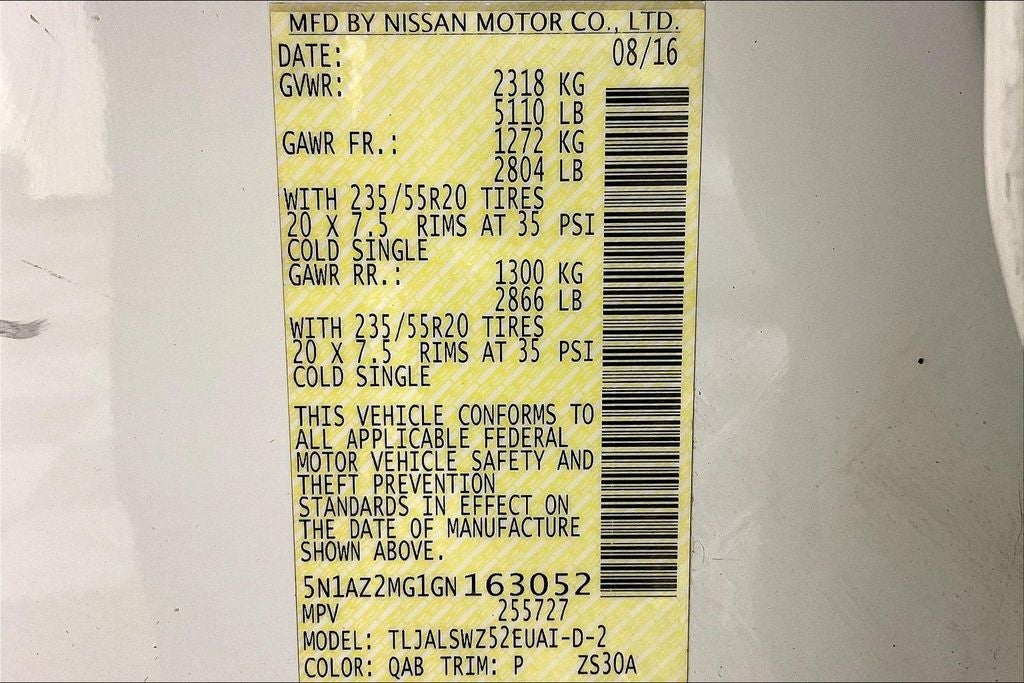 MFD BY NISSAN MOTOR CO., LTD.
DATE: 08/16
GVWR: 2318 KG
5110 LB
GAWR FR.: 1272 KG
2804 LB
WITH 235/55R20 TIRES
20 X 7.5 RIMS AT 35 PSI
COLD SINGLE
GAWR RR.: 1300 KG
2866 LB
WITH 235/55R20 TIRES
20 X 7.5 RIMS AT 35 PSI
COLD SINGLE
THIS VEHICLE CONFORMS TO
ALL APPLICABLE FEDERAL
MOTOR VEHICLE SAFETY AND
THEFT PREVENTION
STANDARDS IN EFFECT ON
THE DATE OF MANUFACTURE
SHOWN ABOVE.
5N1AZ2MG1GN163052
MPV 255727
MODEL: TLJALSWZ52EUAI-D-2
COLOR: QAB TRIM: P ZS30A